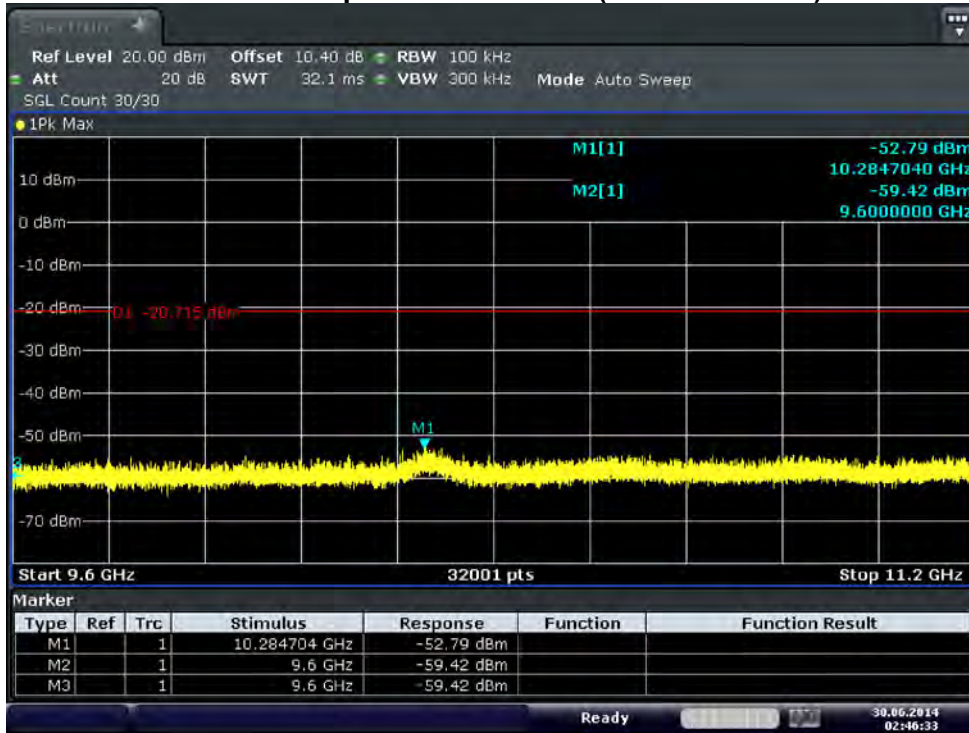 Spectrum
Ref Level 20.00 dBm Offset 10.40 dB RBW 100 kHz
Att 20 dB SWT 32.1 ms VBW 300 kHz Mode Auto Sweep
SGL Count 30/30
1Pk Max
M1[1] -52.79 dBm
10.2847040 GHz
10 dBm
M2[1] -59.42 dBm
9.6000000 GHz
0 dBm
-10 dBm
-20 dBm
D1 -20.715 dBm
-30 dBm
-40 dBm
M1
-50 dBm
-70 dBm
Start 9.6 GHz 32001 pts Stop 11.2 GHz
Marker
Type Ref Trc Stimulus Response Function Function Result
M1 1 10.284704 GHz -52.79 dBm
M2 1 9.6 GHz -59.42 dBm
M3 1 9.6 GHz -59.42 dBm
Ready 30.06.2014
02:46:33